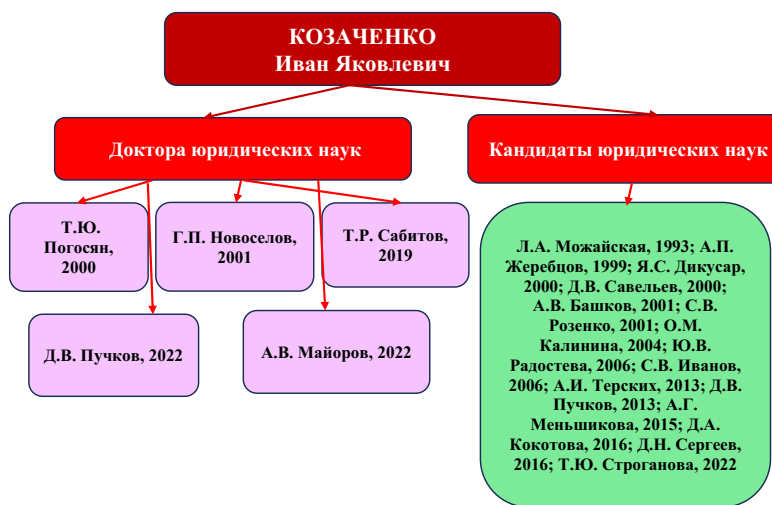 КОЗАЧЕНКО
Иван Яковлевич
Доктора юридических наук
Кандидаты юридических наук
Т.Ю.
Погосян,
2000
Г.П. Новоселов,
2001
Т.Р. Сабитов,
2019
Д.В. Пучков, 2022
А.В. Майоров, 2022
Л.А. Можайская, 1993; А.П.
Жеребцов, 1999; Я.С. Дикусар,
2000; Д.В. Савельев, 2000;
А.В. Башков, 2001; С.В.
Розенко, 2001; О.М.
Калинина, 2004; Ю.В.
Радостева, 2006; С.В. Иванов,
2006; А.И. Терских, 2013; Д.В.
Пучков, 2013; А.Г.
Меньшикова, 2015; Д.А.
Кокотова, 2016; Д.Н. Сергеев,
2016; Т.Ю. Строганова, 2022